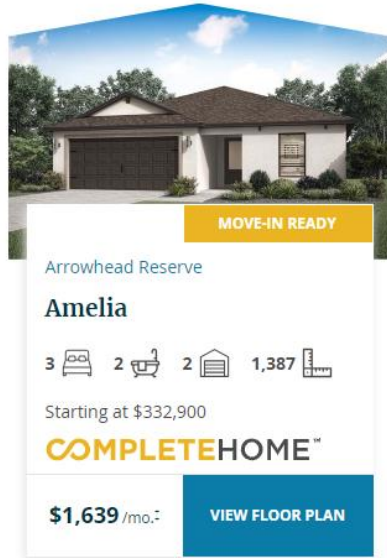 MOVE-IN READY
Arrowhead Reserve
Amelia
3 2 2 1,387
Starting at $332,900
COMPLETEHOME™
$1,639 /mo.‡ VIEW FLOOR PLAN